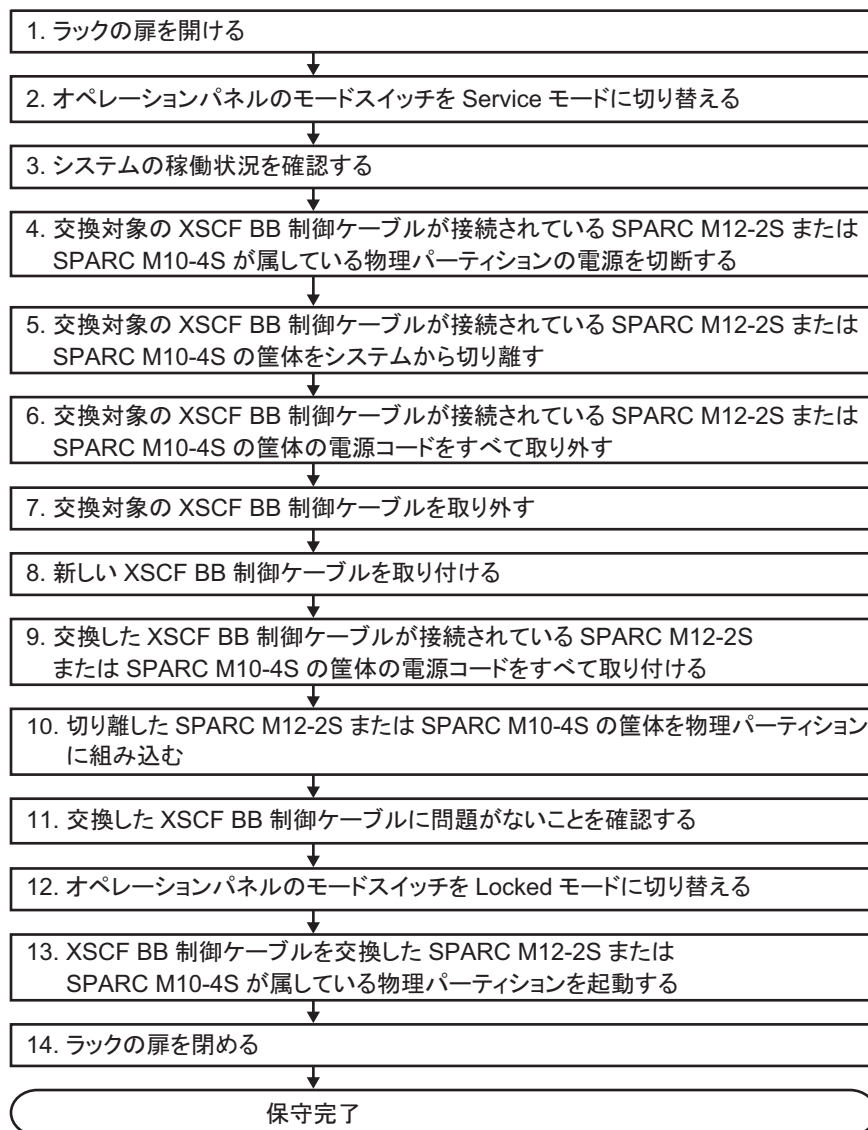 1. ラックの扉を開ける
2. オペレーションパネルのモードスイッチを Service モードに切り替える
3. システムの稼働状況を確認する
4. 交換対象の XSCF BB 制御ケーブルが接続されている SPARC M12-2S または
SPARC M10-4S が属している物理パーティションの電源を切断する
5. 交換対象の XSCF BB 制御ケーブルが接続されている SPARC M12-2S または
SPARC M10-4S の筐体をシステムから切り離す
6. 交換対象の XSCF BB 制御ケーブルが接続されている SPARC M12-2S または
SPARC M10-4S の筐体の電源コードをすべて取り外す
7. 交換対象の XSCF BB 制御ケーブルを取り外す
8. 新しい XSCF BB 制御ケーブルを取り付ける
9. 交換した XSCF BB 制御ケーブルが接続されている SPARC M12-2S
または SPARC M10-4S の筐体の電源コードをすべて取り付ける
10. 切り離した SPARC M12-2S または SPARC M10-4S の筐体を物理パーティション
に組み込む
11. 交換した XSCF BB 制御ケーブルに問題がないことを確認する
12. オペレーションパネルのモードスイッチを Locked モードに切り替える
13. XSCF BB 制御ケーブルを交換した SPARC M12-2S または
SPARC M10-4S が属している物理パーティションを起動する
14. ラックの扉を閉める
保守完了